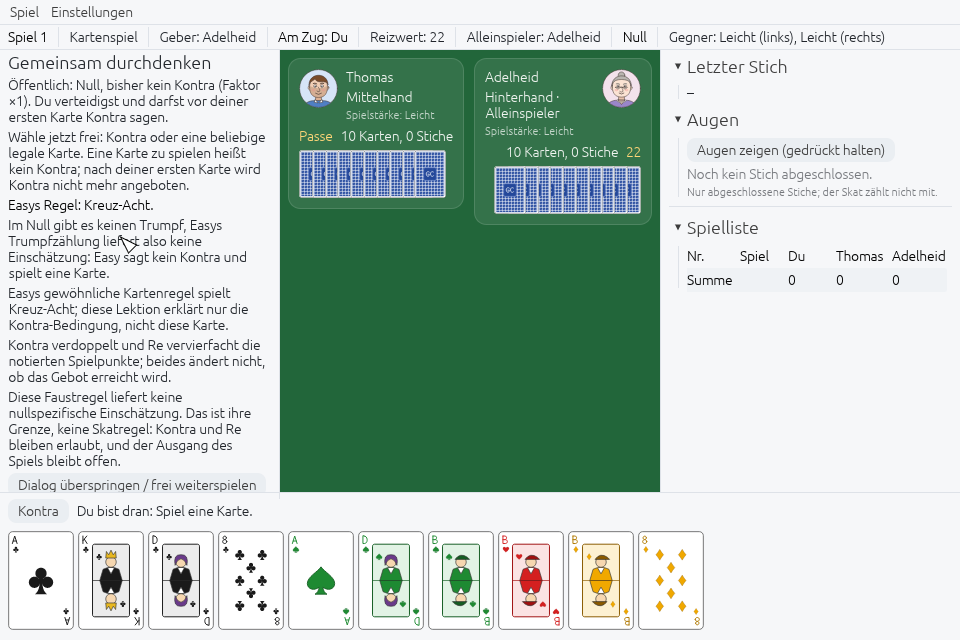 Spiel Einstellungen
Spiel 1 Kartenspiel Geber: Adelheid Am Zug: Du Reizwert: 22 Alleinspieler: Adelheid Null Gegner: Leicht (links), Leicht (rechts)
Gemeinsam durchdenken
Öffentlich: Null, bisher kein Kontra (Faktor
×1). Du verteidigst und darfst vor deiner
ersten Karte Kontra sagen.
Wähle jetzt frei: Kontra oder eine beliebige
legale Karte. Eine Karte zu spielen heißt
kein Kontra; nach deiner ersten Karte wird
Kontra nicht mehr angeboten.
Easys Regel: Kreuz-Acht.
Im Null gibt es keinen Trumpf, Easys
Trumpfzählung liefert also keine
Einschätzung: Easy sagt kein Kontra und
spielt eine Karte.
Easys gewöhnliche Kartenregel spielt
Kreuz-Acht; diese Lektion erklärt nur die
Kontra-Bedingung, nicht diese Karte.
Kontra verdoppelt und Re vervierfacht die
notierten Spielpunkte; beides ändert nicht,
ob das Gebot erreicht wird.
Diese Faustregel liefert keine
nullspezifische Einschätzung. Das ist ihre
Grenze, keine Skatregel: Kontra und Re
bleiben erlaubt, und der Ausgang des
Spiels bleibt offen.
Dialog überspringen / frei weiterspielen
Thomas
Mittelhand
Spielstärke: Leicht
Passe 10 Karten, 0 Stiche
GC
Adelheid
Hinterhand ·
Alleinspieler
Spielstärke: Leicht
10 Karten, 0 Stiche 22
GC
Letzter Stich
–
Augen
Augen zeigen (gedrückt halten)
Noch kein Stich abgeschlossen.
Nur abgeschlossene Stiche; der Skat zählt nicht mit.
Spielliste
Nr. Spiel Du Thomas Adelheid
Summe 0 0 0
Kontra Du bist dran: Spiel eine Karte.
A K D 8 A D B B B 8
A K D 8 A D B B B 8